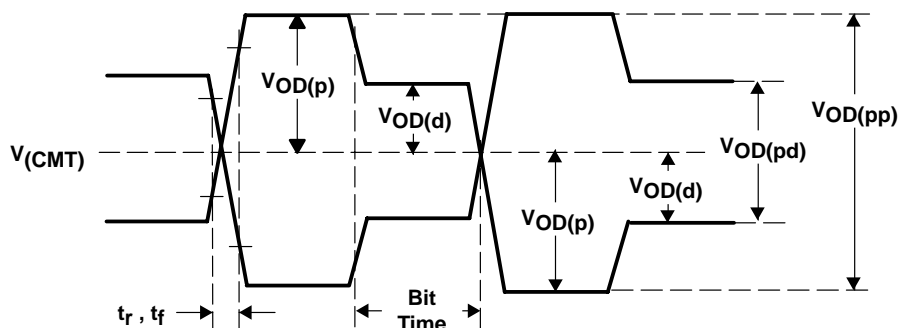 V(CMT)
VOD(p)
VOD(d)
VOD(p)
VOD(d)
VOD(pd)
VOD(pp)
tr , tf
Bit
Time